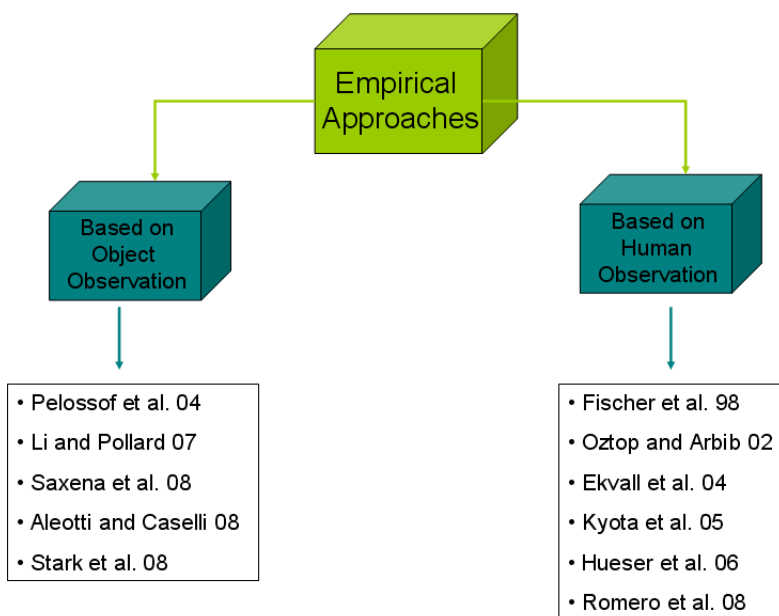 Empirical
Approaches
Based on
Object
Observation
Based on
Human
Observation
• Pelossof et al. 04
• Li and Pollard 07
• Saxena et al. 08
• Aleotti and Caselli 08
• Stark et al. 08
• Fischer et al. 98
• Oztop and Arbib 02
• Ekvall et al. 04
• Kyota et al. 05
• Hueser et al. 06
• Romero et al. 08